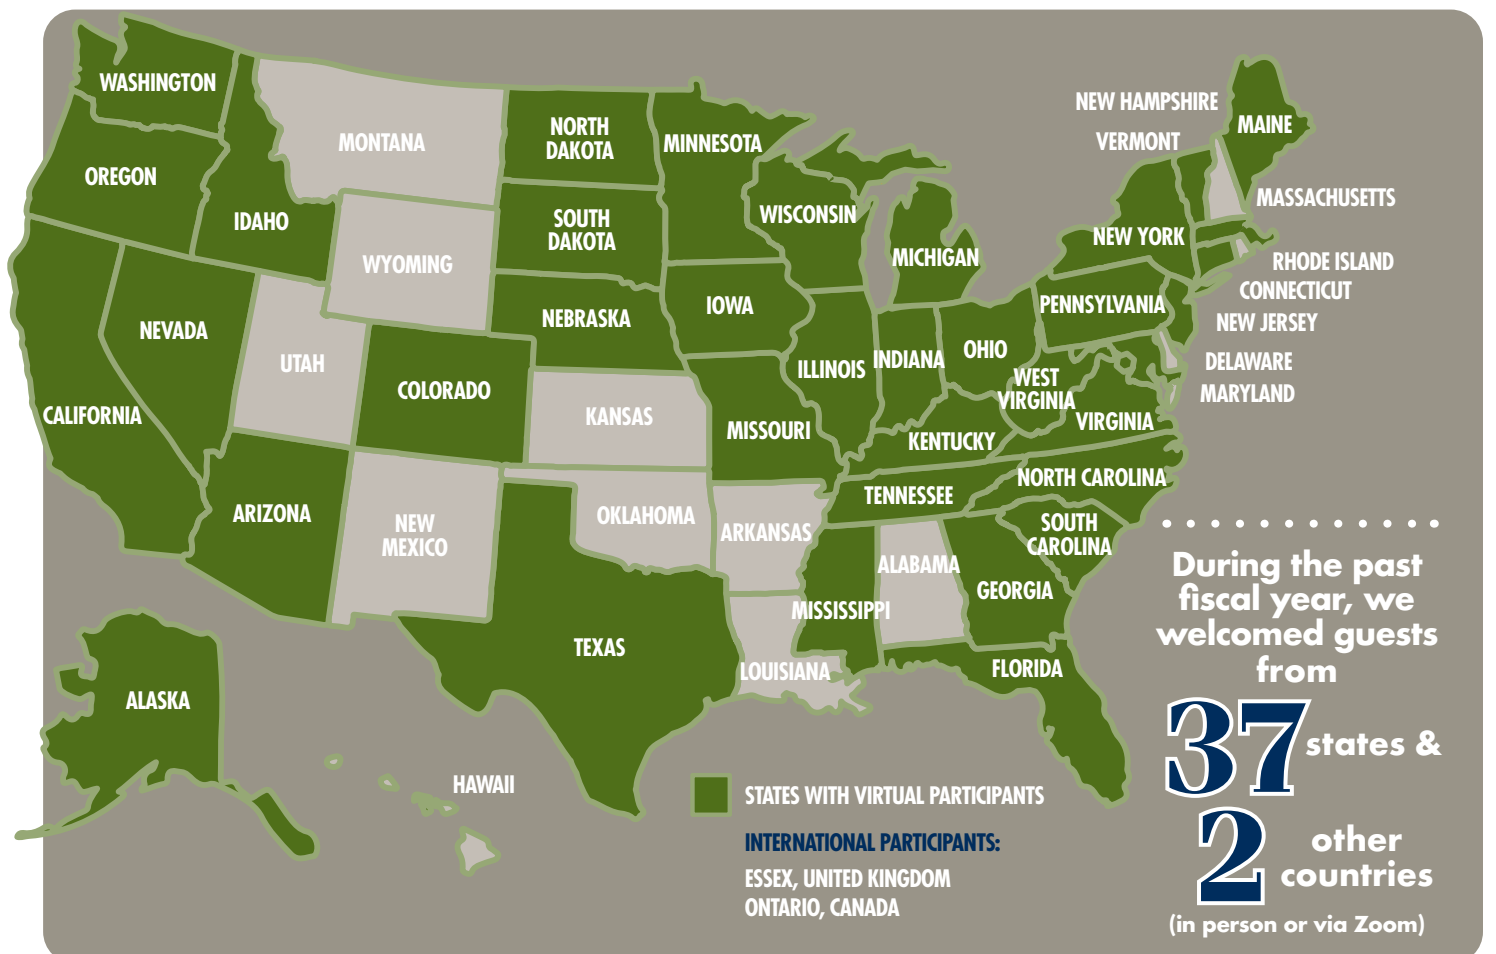 WASHINGTON
OREGON
IDAHO
MONTANA
WYOMING
NORTH
DAKOTA
SOUTH
DAKOTA
MINNESOTA
WISCONSIN
MICHIGAN
NEBRASKA
IOWA
NEVADA
UTAH
COLORADO
CALIFORNIA
KANSAS
MISSOURI
ILLINOIS
INDIANA
OHIO
WEST
VIRGINIA
VIRGINIA
KENTUCKY
PENNSYLVANIA
NEW YORK
NEW HAMPSHIRE
VERMONT
MAINE
MASSACHUSETTS
RHODE ISLAND
CONNECTICUT
NEW JERSEY
DELAWARE
MARYLAND
ARIZONA
NEW
MEXICO
OKLAHOMA
ARKANSAS
TENNESSEE
NORTH CAROLINA
SOUTH
CAROLINA
ALABAMA
GEORGIA
MISSISSIPPI
TEXAS
LOUISIANA
FLORIDA
ALASKA
HAWAII
STATES WITH VIRTUAL PARTICIPANTS
INTERNATIONAL PARTICIPANTS:
ESSEX, UNITED KINGDOM
ONTARIO, CANADA
During the past
fiscal year, we
welcomed guests
from
37 states &
2 other
countries
(in person or via Zoom)